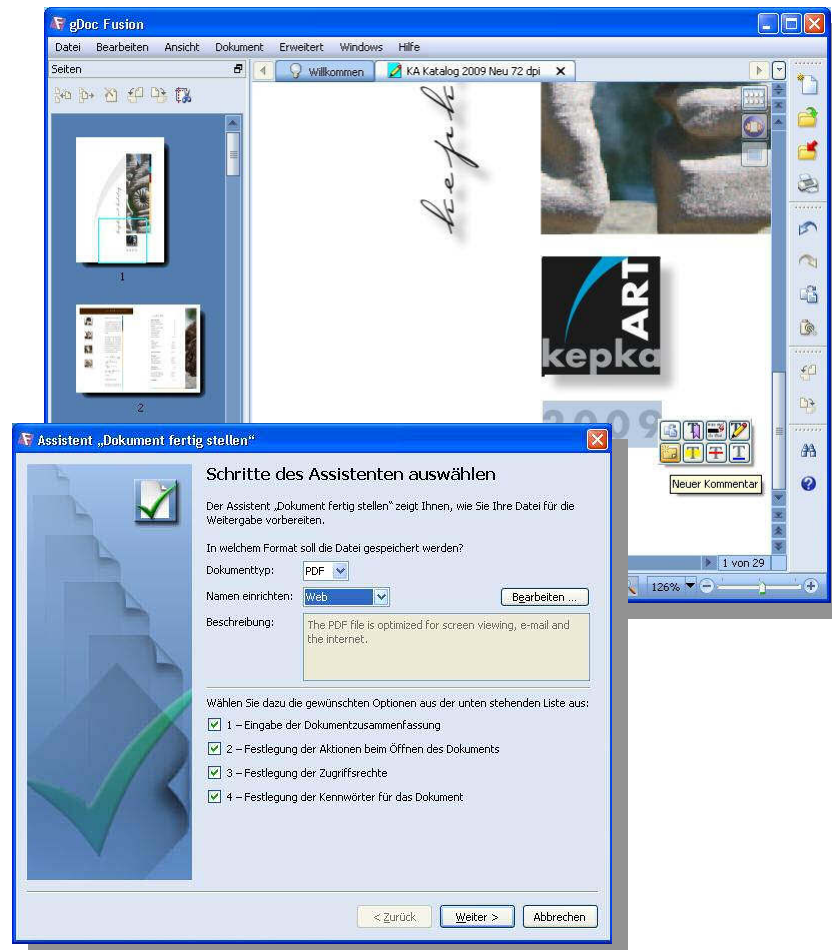 gDoc Fusion
Datei Bearbeiten Ansicht Dokument Erweitert Windows Hilfe
Seiten
Willkommen
KA Katalog 2009 Neu 72 dpi
kepk
1
ART
kepka
2
2009
Neuer Kommentar
1 von 29
126%
Assistent „Dokument fertig stellen“
Schritte des Assistenten auswählen
Der Assistent „Dokument fertig stellen“ zeigt Ihnen, wie Sie Ihre Datei für die
Weitergabe vorbereiten.
In welchem Format soll die Datei gespeichert werden?
Dokumenttyp: PDF
Namen einrichten: Web Bearbeiten ...
Beschreibung: The PDF file is optimized for screen viewing, e-mail and
the internet.
Wählen Sie dazu die gewünschten Optionen aus der unten stehenden Liste aus:
1 – Eingabe der Dokumentzusammenfassung
2 – Festlegung der Aktionen beim Öffnen des Dokuments
3 – Festlegung der Zugriffsrechte
4 – Festlegung der Kennwörter für das Dokument
< Zurück Weiter > Abbrechen